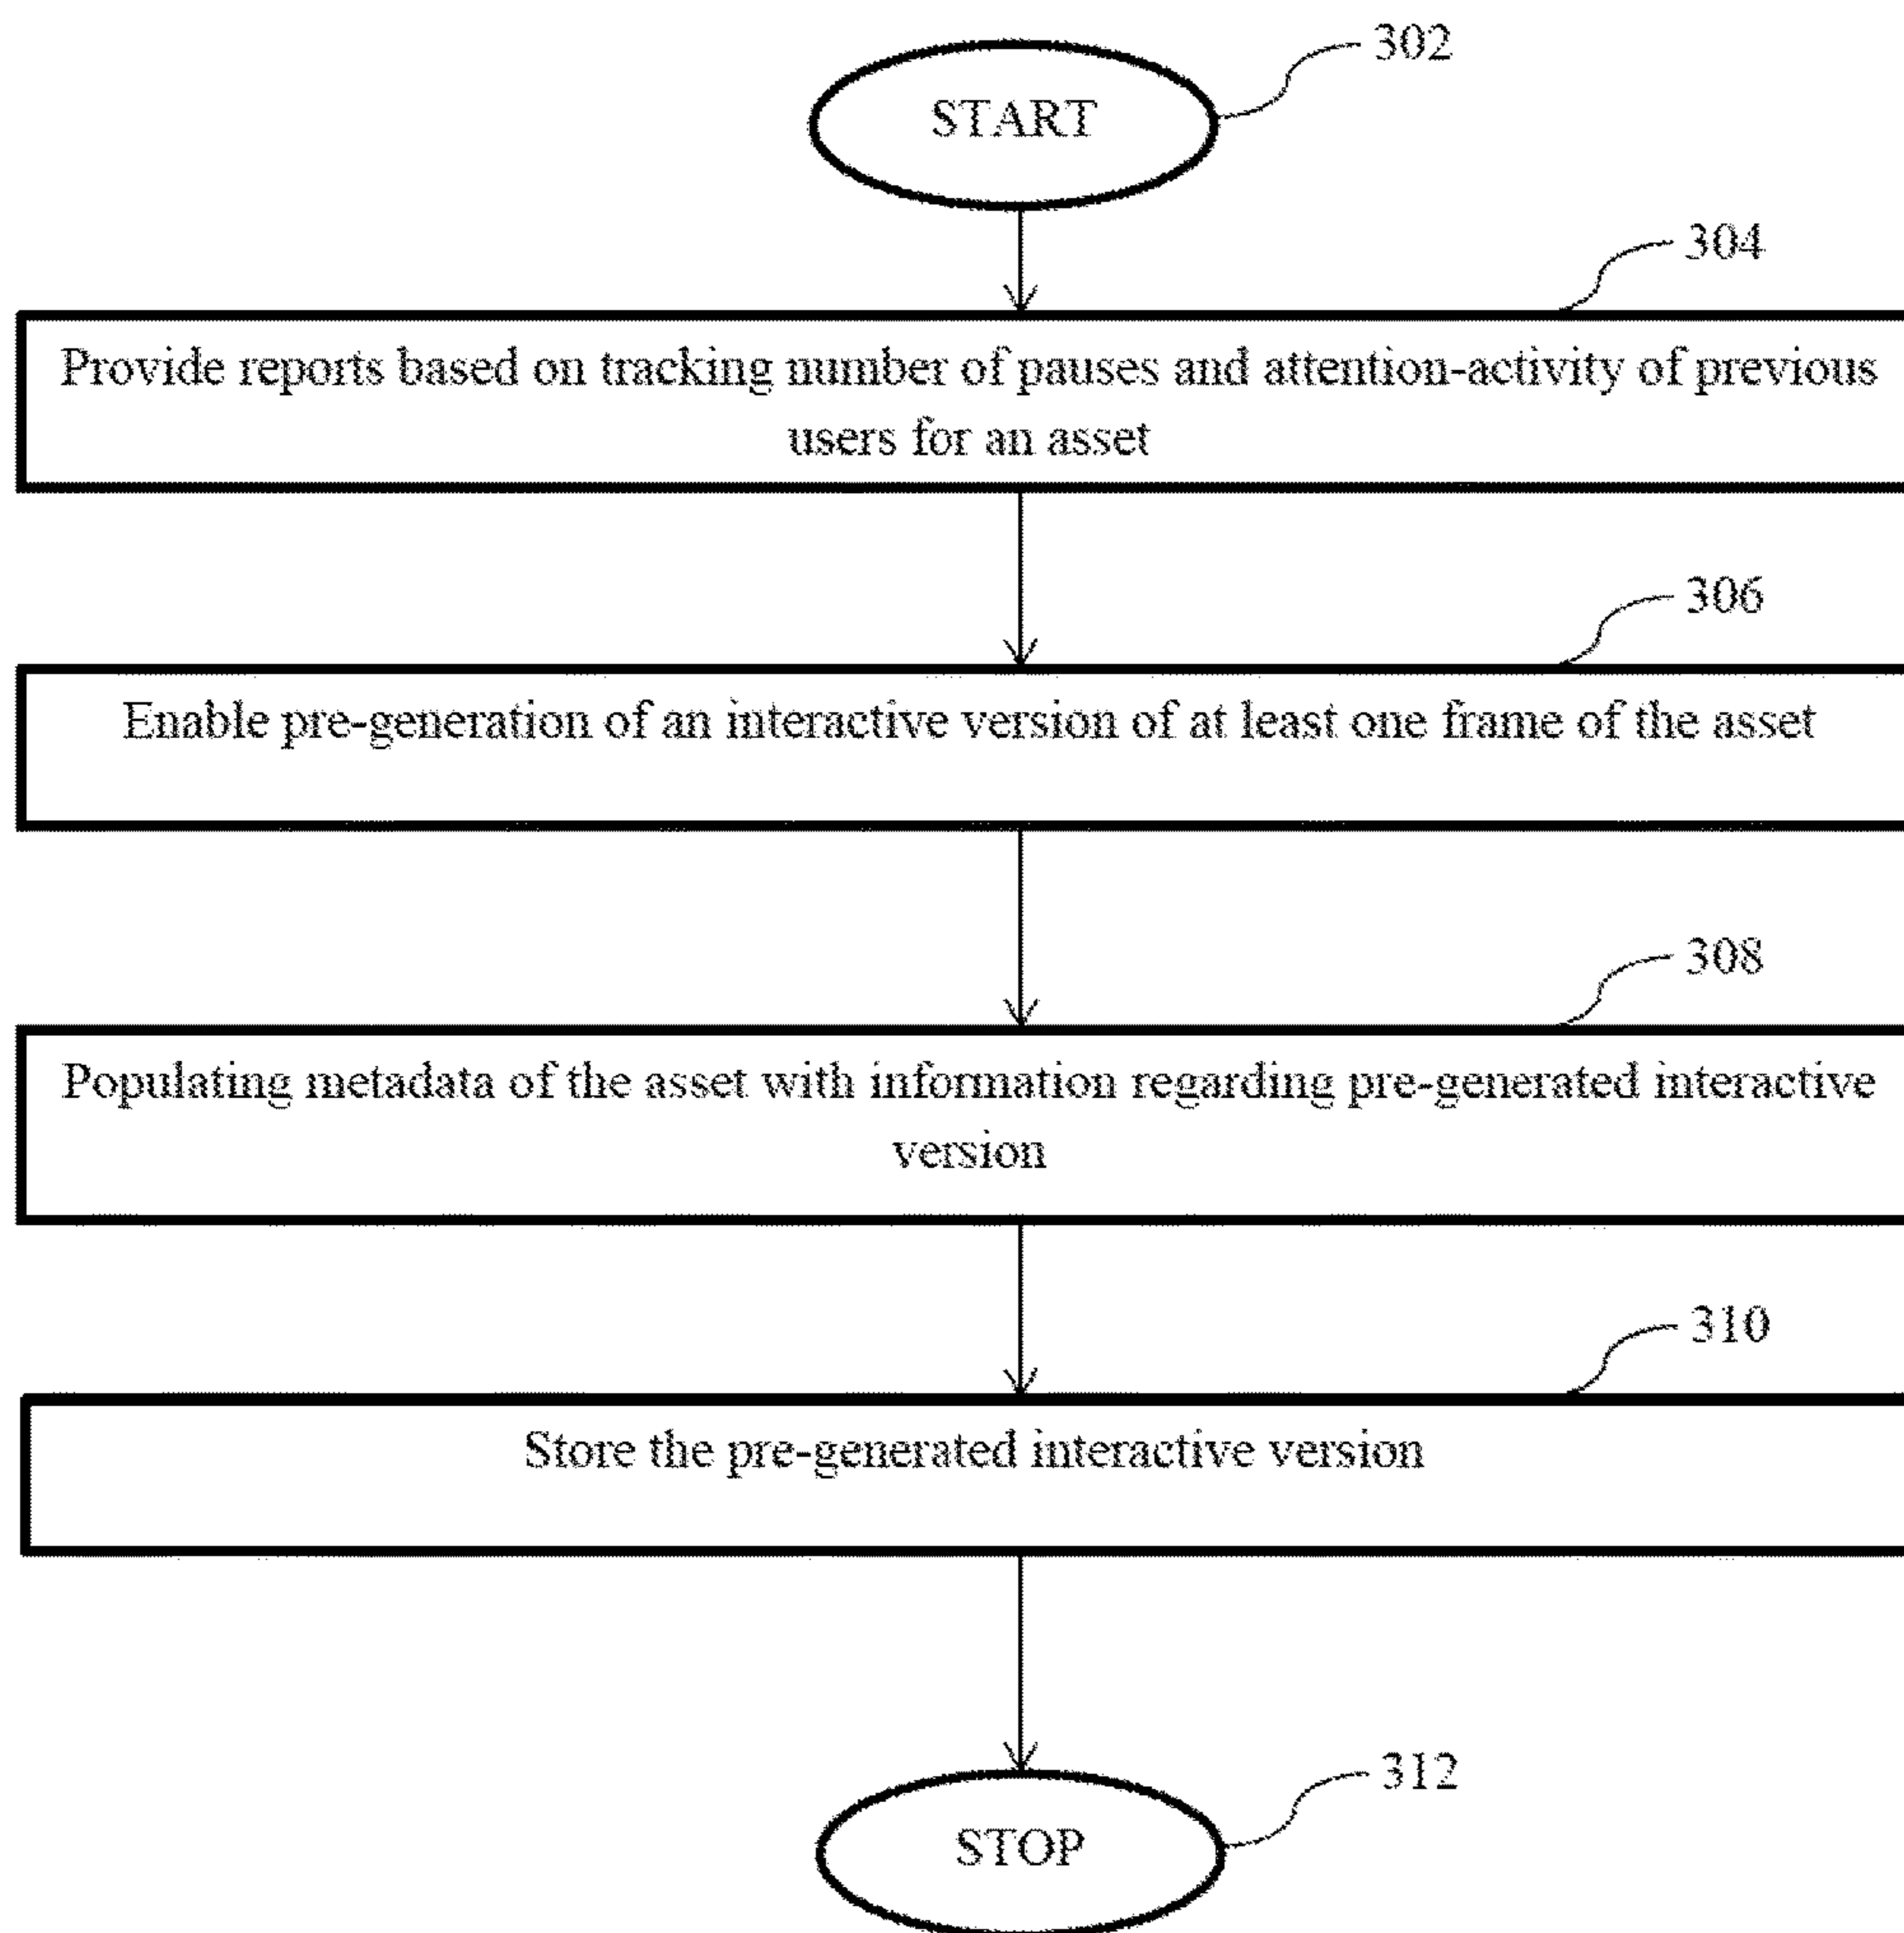 302
START
304
Provide reports based on tracking number of pauses and attention-activity of previous
users for an asset
306
Enable pre-generation of an interactive version of at least one frame of the asset
308
Populating metadata of the asset with information regarding pre-generated interactive
version
310
Store the pre-generated interactive version
312
STOP